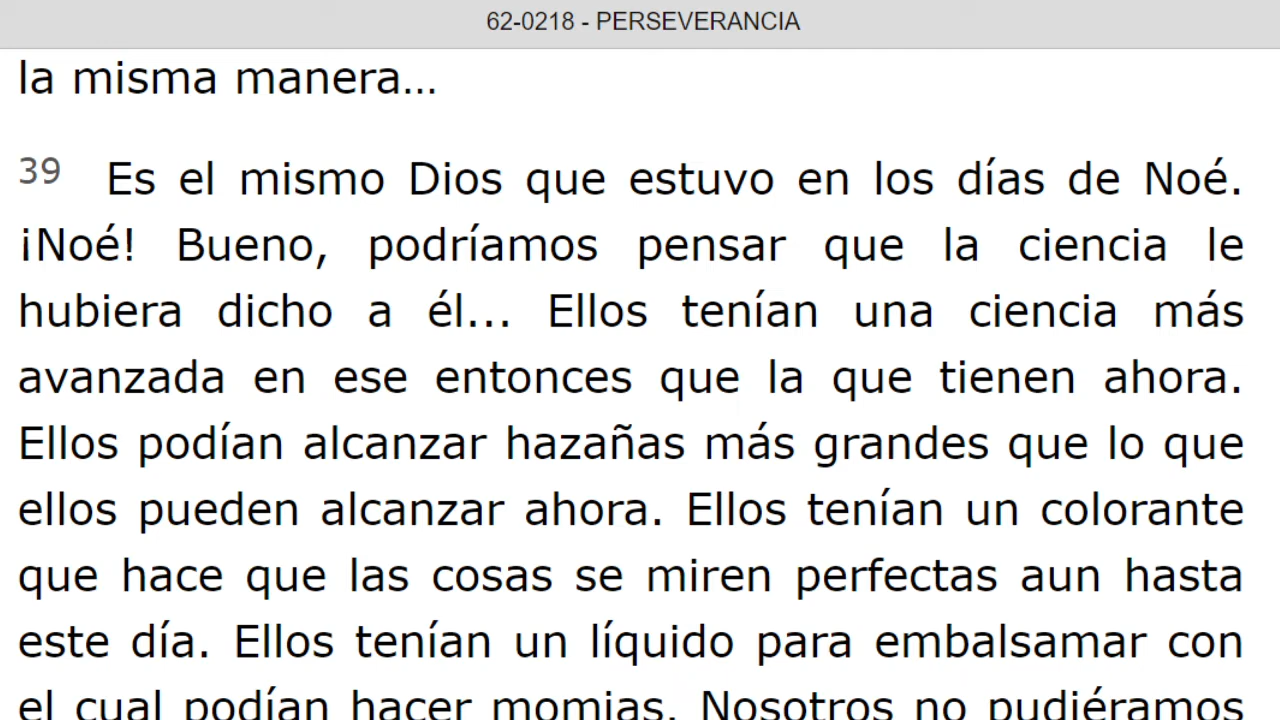 62-0218 - PERSEVERANCIA
la misma manera…
39 Es el mismo Dios que estuvo en los días de Noé.
¡Noé! Bueno, podríamos pensar que la ciencia le
hubiera dicho a él… Ellos tenían una ciencia más
avanzada en ese entonces que la que tienen ahora.
Ellos podían alcanzar hazañas más grandes que lo que
ellos pueden alcanzar ahora. Ellos tenían un colorante
que hace que las cosas se miren perfectas aun hasta
este día. Ellos tenían un líquido para embalsamar con
el cual podían hacer momias. Nosotros no pudiéramos